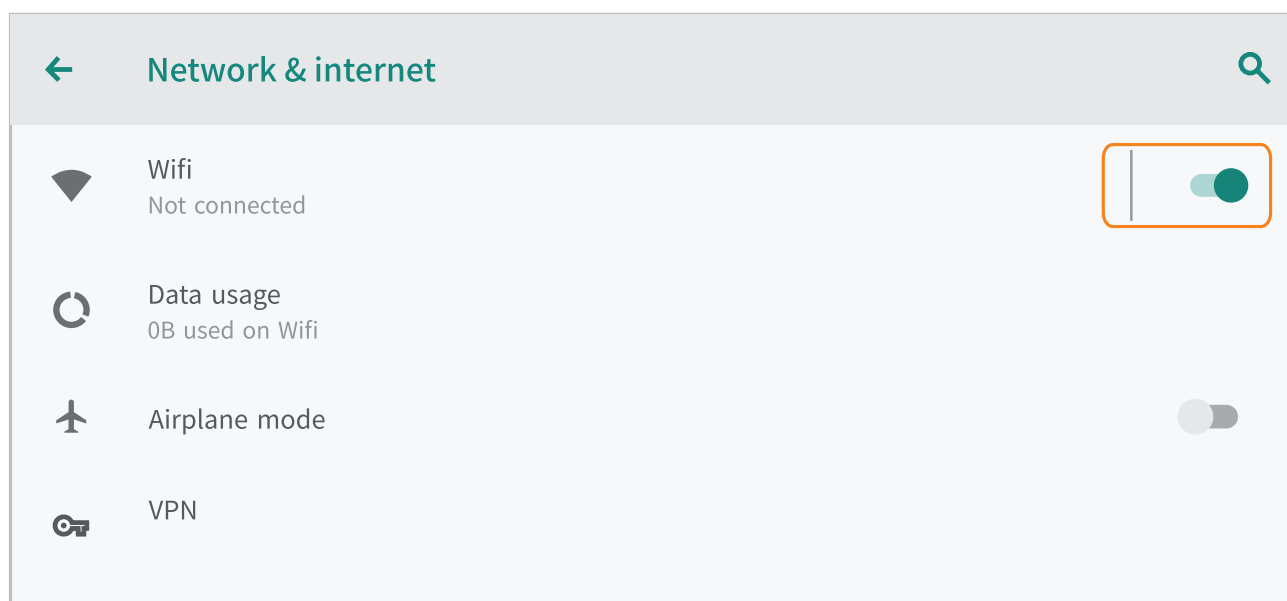 Network & internet
Wifi
Not connected
Data usage
0B used on Wifi
Airplane mode
VPN